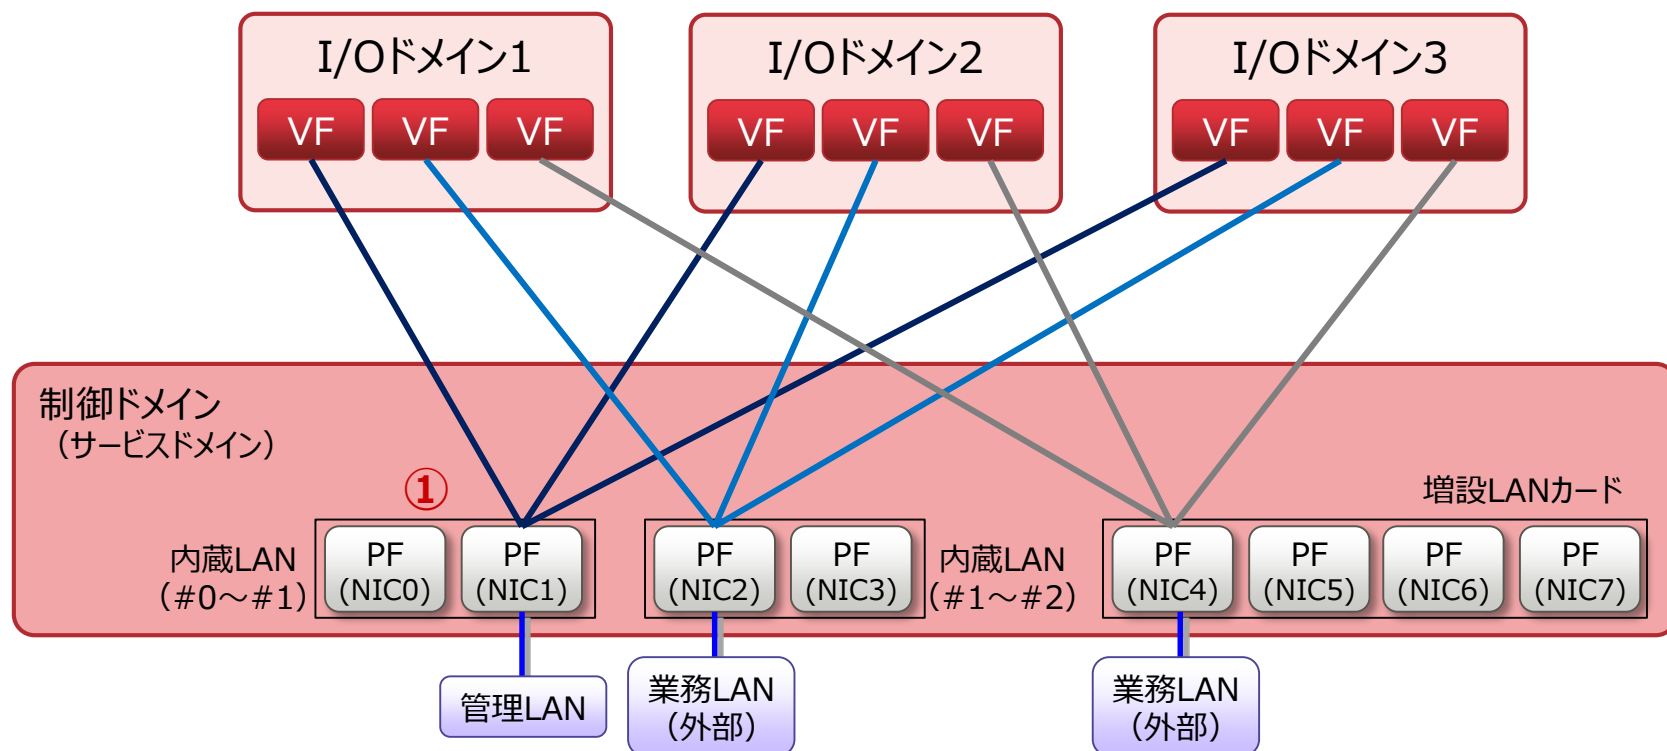 I/Oドメイン1
VF
VF
VF
I/Oドメイン2
VF
VF
VF
I/Oドメイン3
VF
VF
VF
制御ドメイン
（サービスドメイン）
①
増設LANカード
内蔵LAN
（#0～#1）
PF
(NIC0)
PF
(NIC1)
PF
(NIC2)
PF
(NIC3)
内蔵LAN
（#1～#2）
PF
(NIC4)
PF
(NIC5)
PF
(NIC6)
PF
(NIC7)
管理LAN
業務LAN
（外部）
業務LAN
（外部）